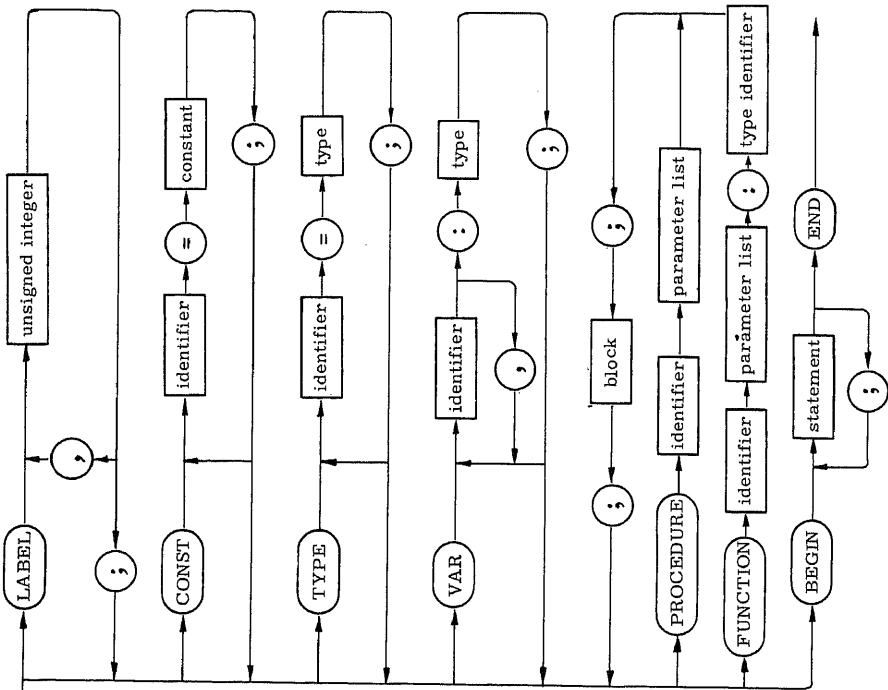 LABEL unsigned integer
,
;
CONST identifier = constant
;
TYPE identifier = type
;
VAR identifier : type
,
;
; block ;
PROCEDURE identifier parameter list
FUNCTION identifier parameter list : type identifier
BEGIN statement END
;